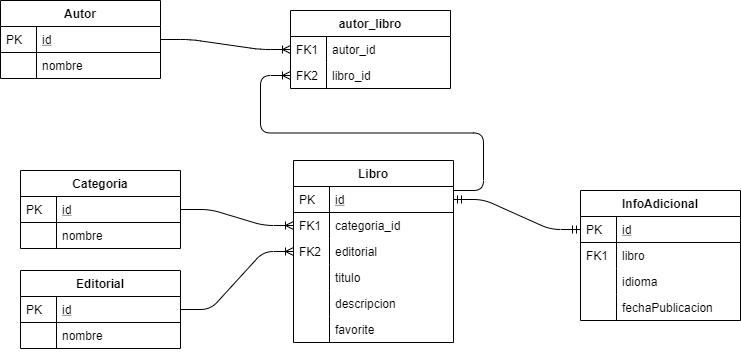 Autor
PK id
nombre
autor_libro
FK1 autor_id
FK2 libro_id
Categoria
PK id
nombre
Libro
PK id
FK1 categoria_id
FK2 editorial
titulo
descripcion
favorite
InfoAdicional
PK id
FK1 libro
idioma
fechaPublicacion
Editorial
PK id
nombre